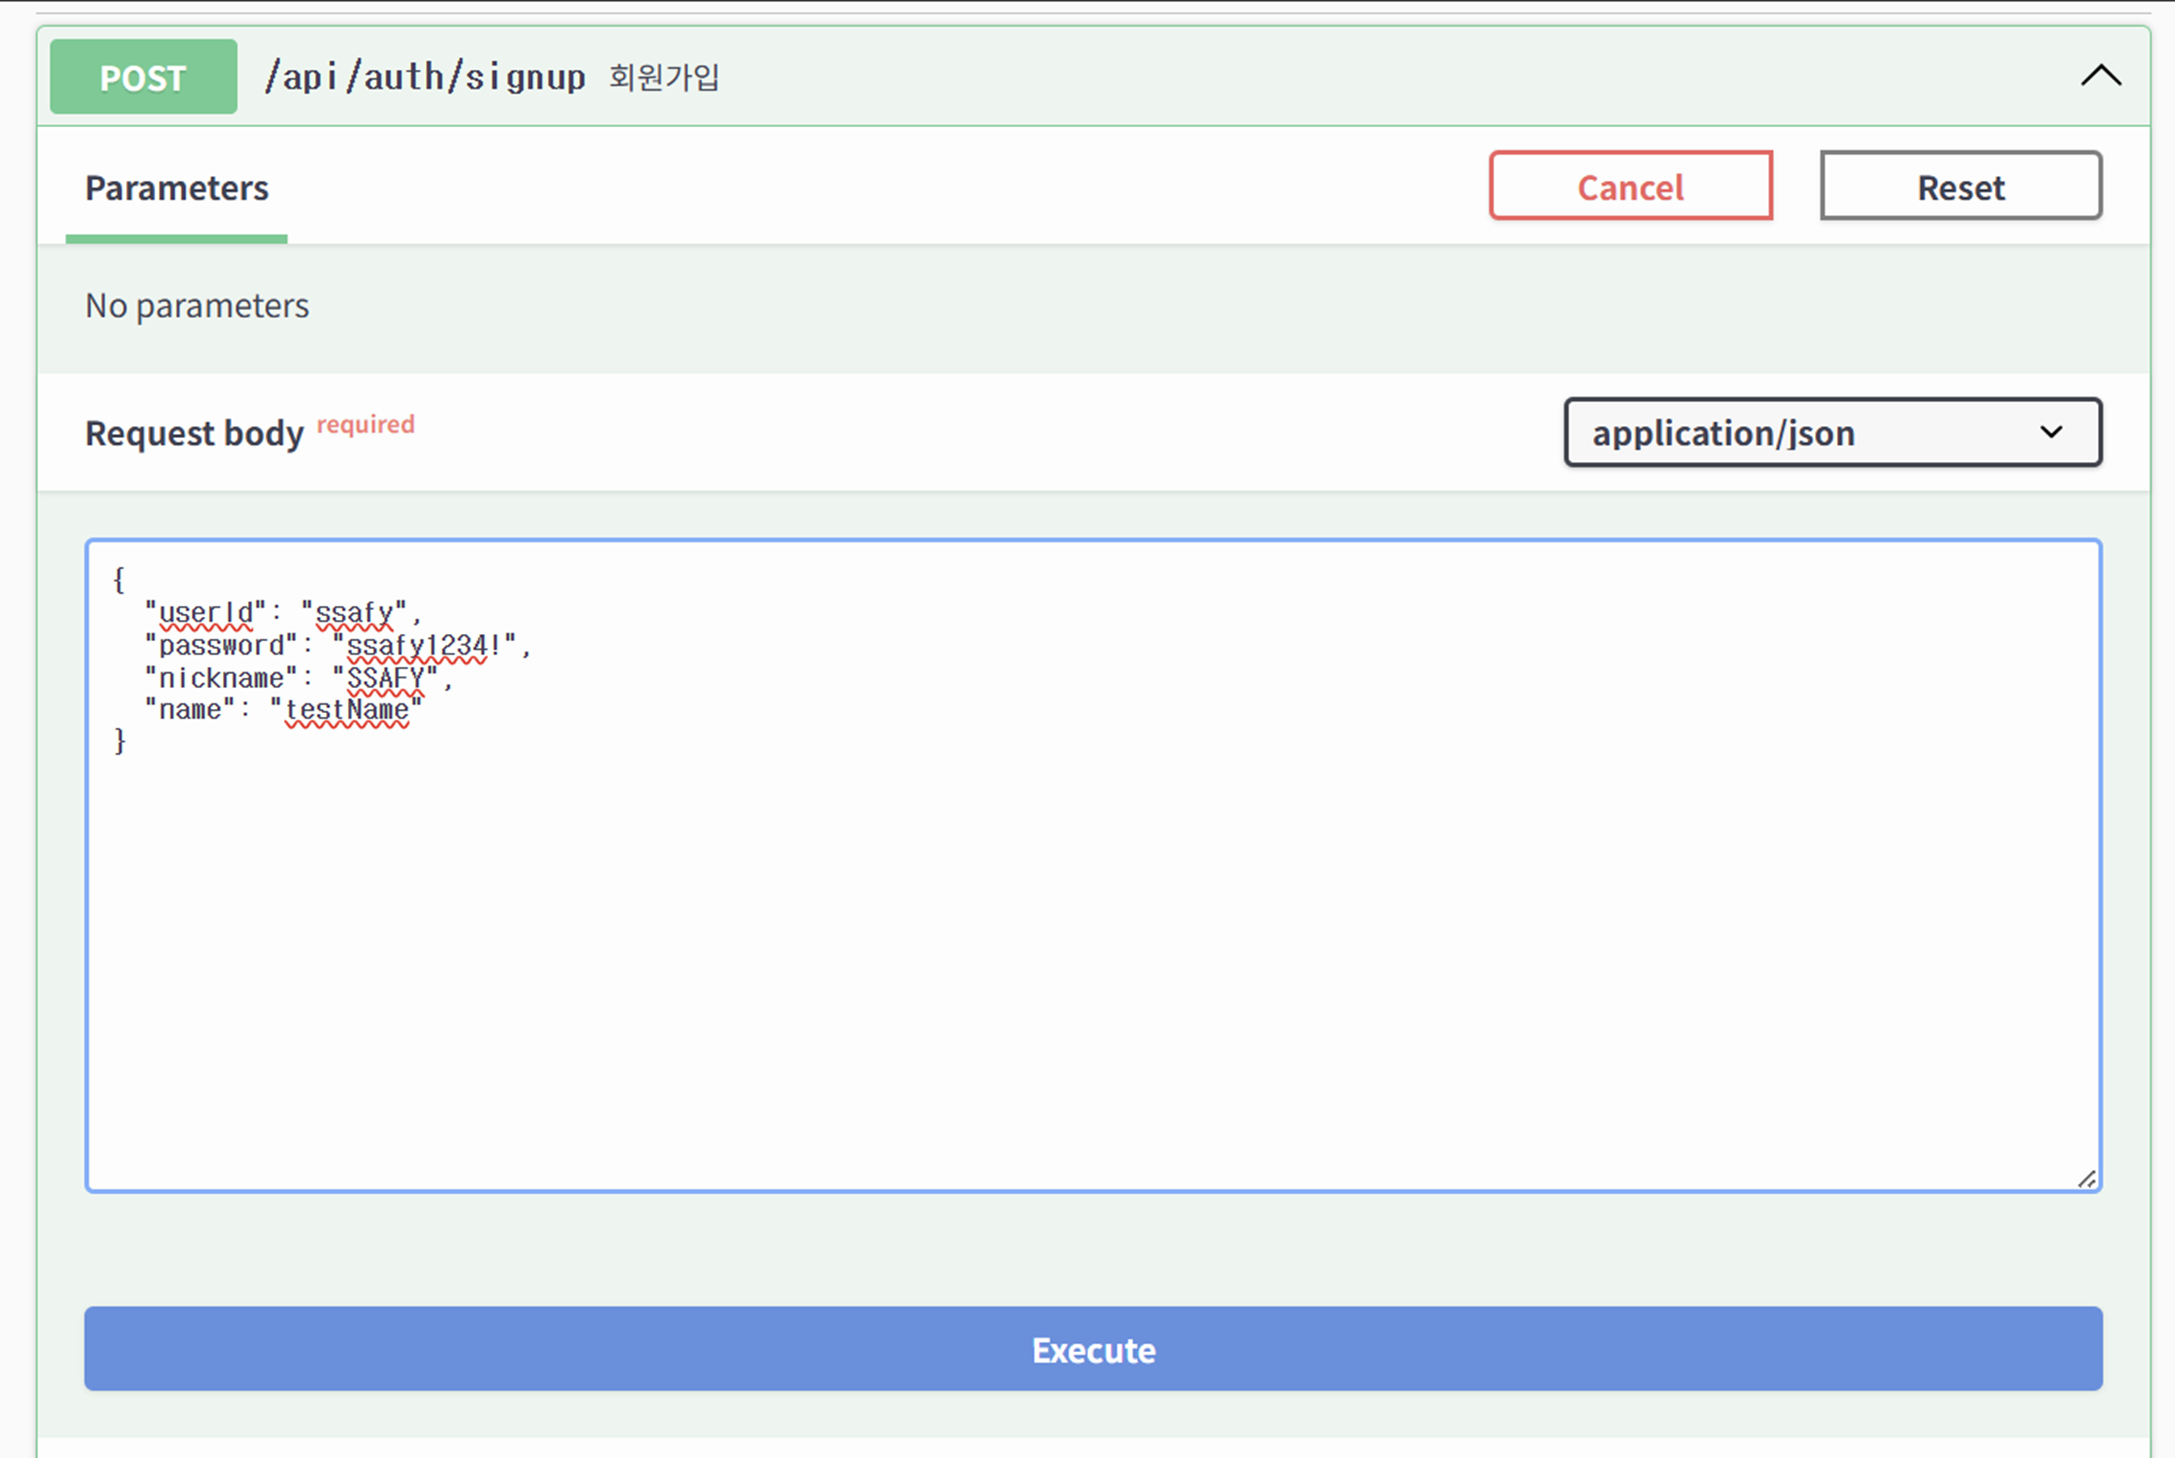 POST /api/auth/signup 회원가입
Parameters Cancel Reset
No parameters
Request body required application/json
{
"userId": "ssafy",
"password": "ssafy1234!",
"nickname": "SSAFY",
"name": "testName"
}
Execute